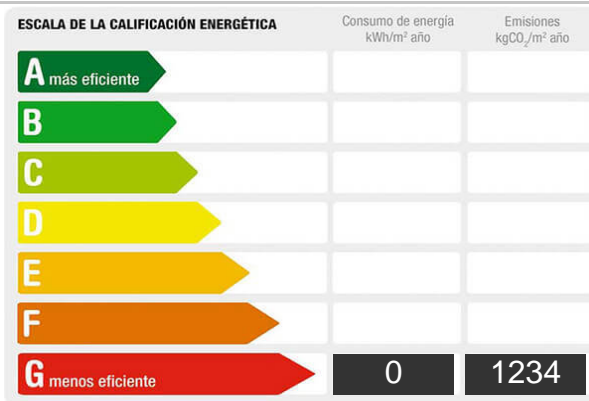 ESCALA DE LA CALIFICACIÓN ENERGÉTICA
Consumo de energía
kWh/m² año
Emisiones
kgCO₂/m² año
A más eficiente
B
C
D
E
F
G menos eficiente
0
1234